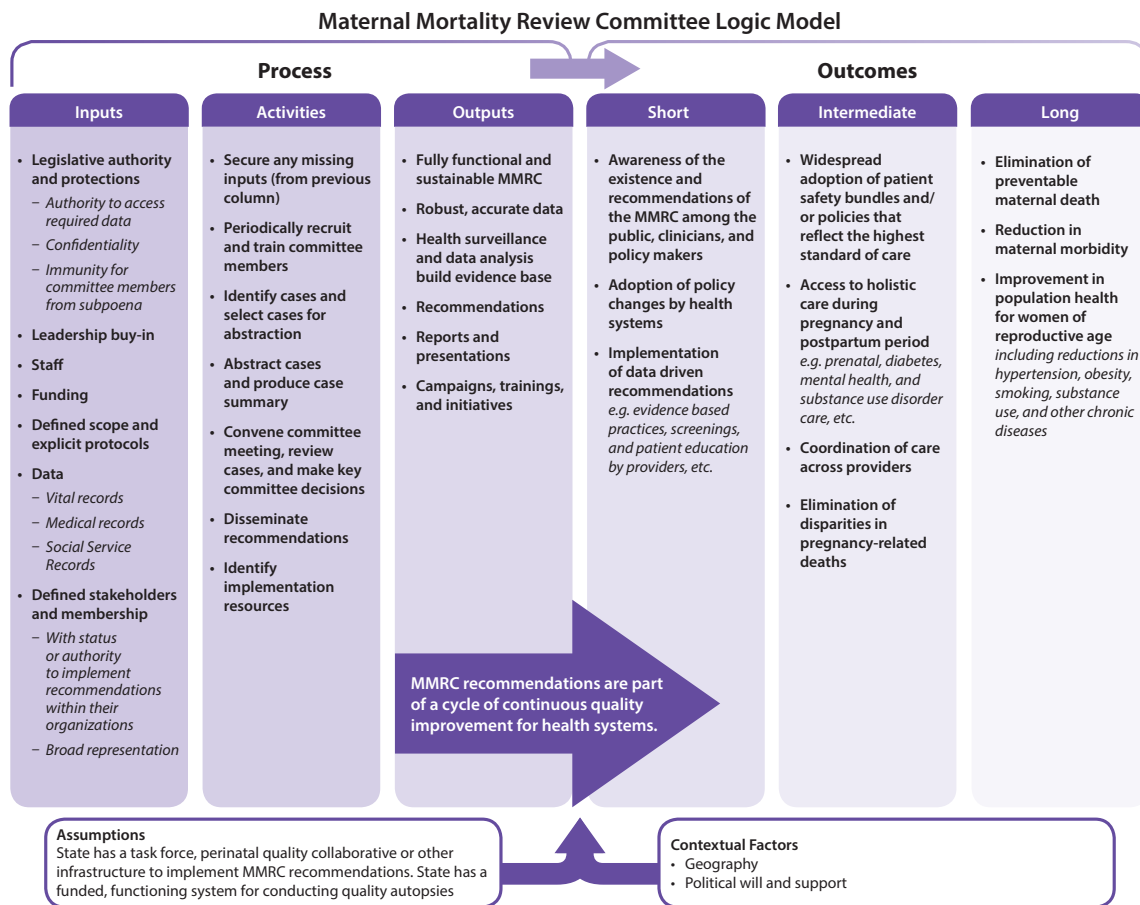 Maternal Mortality Review Committee Logic Model
Process
Outcomes
Inputs
• Legislative authority
and protections
– Authority to access
required data
– Confidentiality
– Immunity for
committee members
from subpoena
• Leadership buy-in
• Staff
• Funding
• Defined scope and
explicit protocols
• Data
– Vital records
– Medical records
– Social Service
Records
• Defined stakeholders
and membership
– With status
or authority
to implement
recommendations
within their
organizations
– Broad representation
Activities
• Secure any missing
inputs (from previous
column)
• Periodically recruit
and train committee
members
• Identify cases and
select cases for
abstraction
• Abstract cases
and produce case
summary
• Convene committee
meeting, review
cases, and make key
committee decisions
• Disseminate
recommendations
• Identify
implementation
resources
Outputs
• Fully functional and
sustainable MMRC
• Robust, accurate data
• Health surveillance
and data analysis
build evidence base
• Recommendations
• Reports and
presentations
• Campaigns, trainings,
and initiatives
Short
• Awareness of the
existence and
recommendations of
the MMRC among the
public, clinicians, and
policy makers
• Adoption of policy
changes by health
systems
• Implementation
of data driven
recommendations
e.g. evidence based
practices, screenings,
and patient education
by providers, etc.
Intermediate
• Widespread
adoption of patient
safety bundles and/
or policies that
reflect the highest
standard of care
• Access to holistic
care during
pregnancy and
postpartum period
e.g. prenatal, diabetes,
mental health, and
substance use disorder
care, etc.
• Coordination of care
across providers
• Elimination of
disparities in
pregnancy-related
deaths
Long
• Elimination of
preventable
maternal death
• Reduction in
maternal morbidity
• Improvement in
population health
for women of
reproductive age
including reductions in
hypertension, obesity,
smoking, substance
use, and other chronic
diseases
MMRC recommendations are part
of a cycle of continuous quality
improvement for health systems.
Assumptions
State has a task force, perinatal quality collaborative or other
infrastructure to implement MMRC recommendations. State has a
funded, functioning system for conducting quality autopsies
Contextual Factors
• Geography
• Political will and support